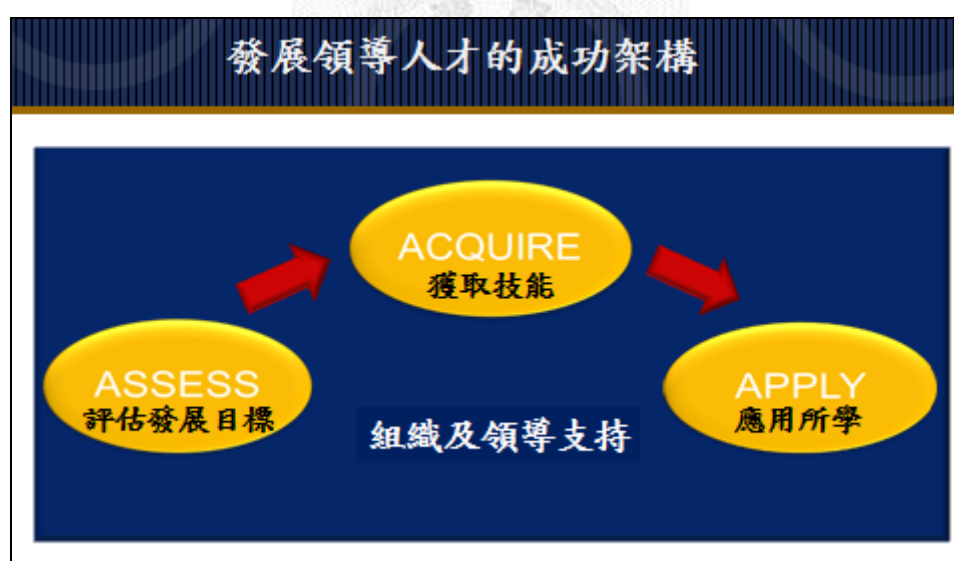 發展領導人才的成功架構
ACQUIRE
獲取技能
ASSESS
評估發展目標
APPLY
應用所學
組織及領導支持